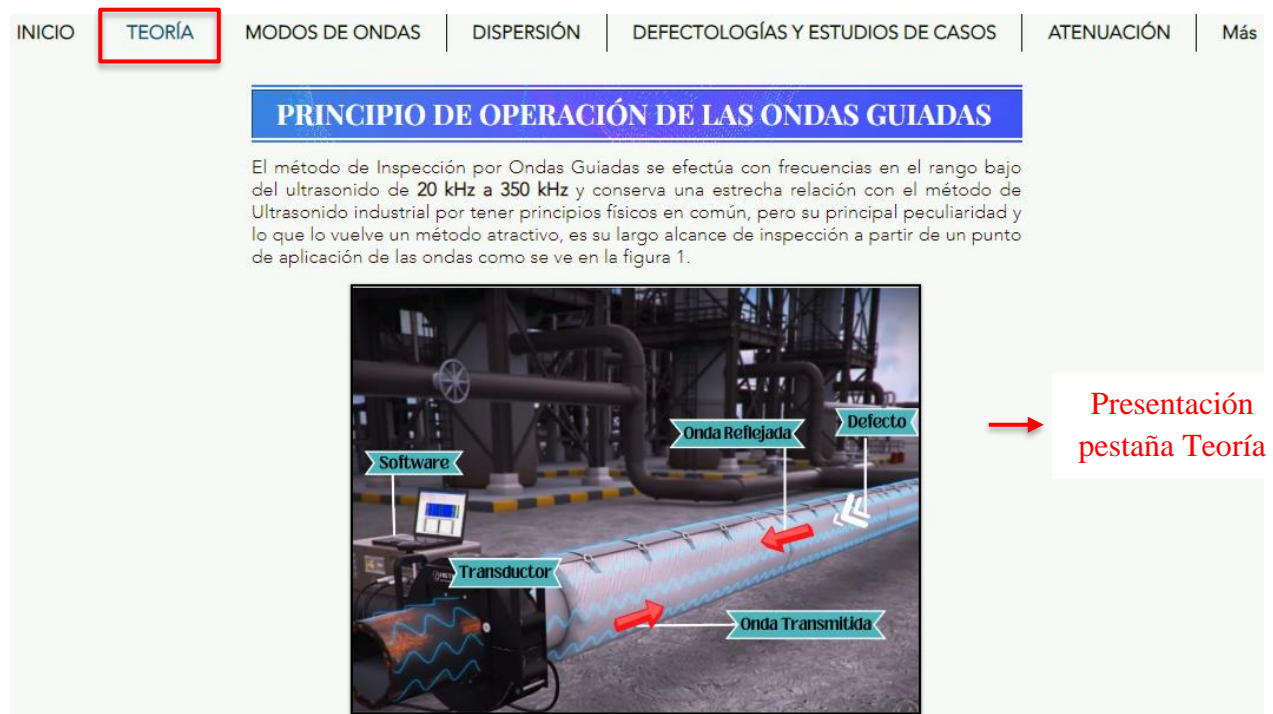 INICIO TEORÍA MODOS DE ONDAS DISPERSIÓN DEFECTOLOGÍAS Y ESTUDIOS DE CASOS ATENUACIÓN Más
PRINCIPIO DE OPERACIÓN DE LAS ONDAS GUIADAS
El método de Inspección por Ondas Guiadas se efectúa con frecuencias en el rango bajo
del ultrasonido de 20 kHz a 350 kHz y conserva una estrecha relación con el método de
Ultrasonido industrial por tener principios físicos en común, pero su principal peculiaridad y
lo que lo vuelve un método atractivo, es su largo alcance de inspección a partir de un punto
de aplicación de las ondas como se ve en la figura 1.
Defecto
Onda Reflejada
Software
Transductor
Onda Transmitida
Presentación
pestaña Teoría